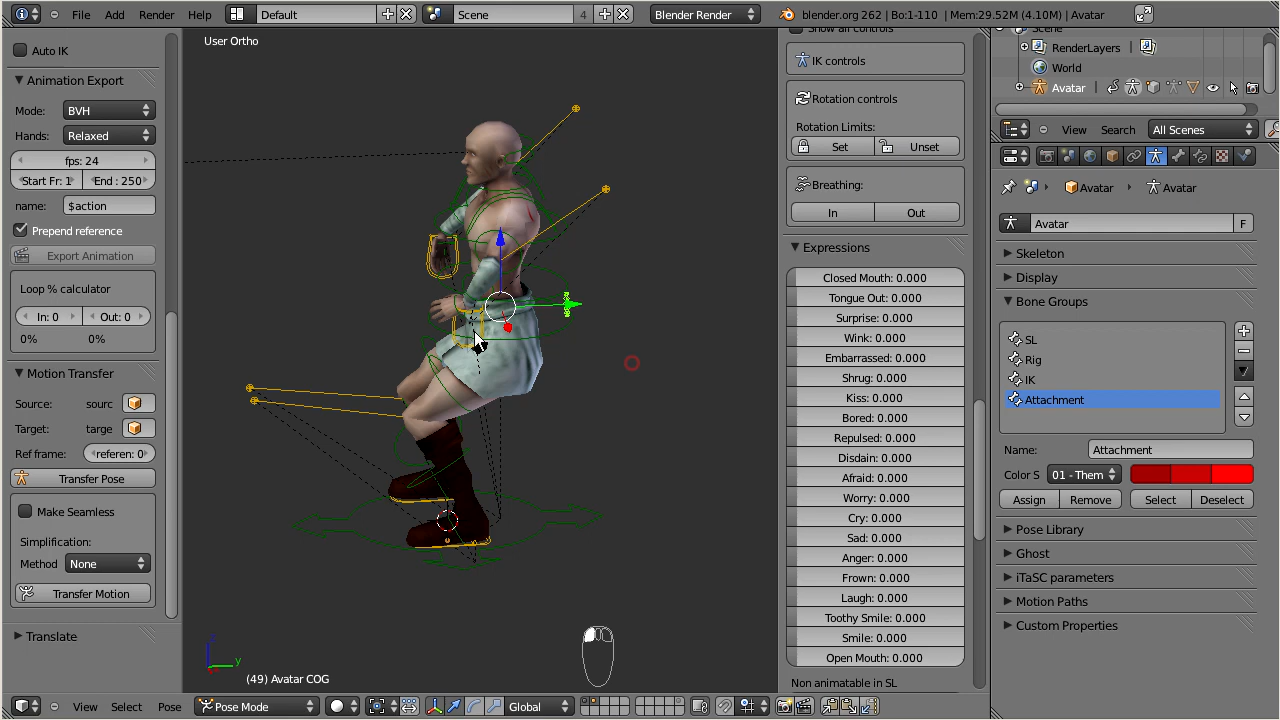 File Add Render Help Default Scene 4 Blender Render blender.org 262 | Bo:1-110 | Mem:29.52M (4.10M) | Avatar
Auto IK
Animation Export
Mode: BVH
Hands: Relaxed
fps: 24
Start Fr: 1 End : 250
name: $action
Prepend reference
Export Animation
Loop % calculator
In: 0 Out: 0
0% 0%
Motion Transfer
Source: sourc
Target: targe
Ref frame: referen: 0
Transfer Pose
Make Seamless
Simplification:
Method None
Transfer Motion
Translate
User Ortho
z
y
(49) Avatar COG
View Select Pose Pose Mode Global
Show all controls
IK controls
Rotation controls
Rotation Limits:
Set Unset
Breathing:
In Out
Expressions
Closed Mouth: 0.000
Tongue Out: 0.000
Surprise: 0.000
Wink: 0.000
Embarrassed: 0.000
Shrug: 0.000
Kiss: 0.000
Bored: 0.000
Repulsed: 0.000
Disdain: 0.000
Afraid: 0.000
Worry: 0.000
Cry: 0.000
Sad: 0.000
Anger: 0.000
Frown: 0.000
Laugh: 0.000
Toothy Smile: 0.000
Smile: 0.000
Open Mouth: 0.000
Non animatable in SL
Scene
RenderLayers
World
Avatar
View Search All Scenes
Avatar Avatar
Avatar F
Skeleton
Display
Bone Groups
SL
Rig
IK
Attachment
Name: Attachment
Color S 01 - Them
Assign Remove Select Deselect
Pose Library
Ghost
iTaSC parameters
Motion Paths
Custom Properties